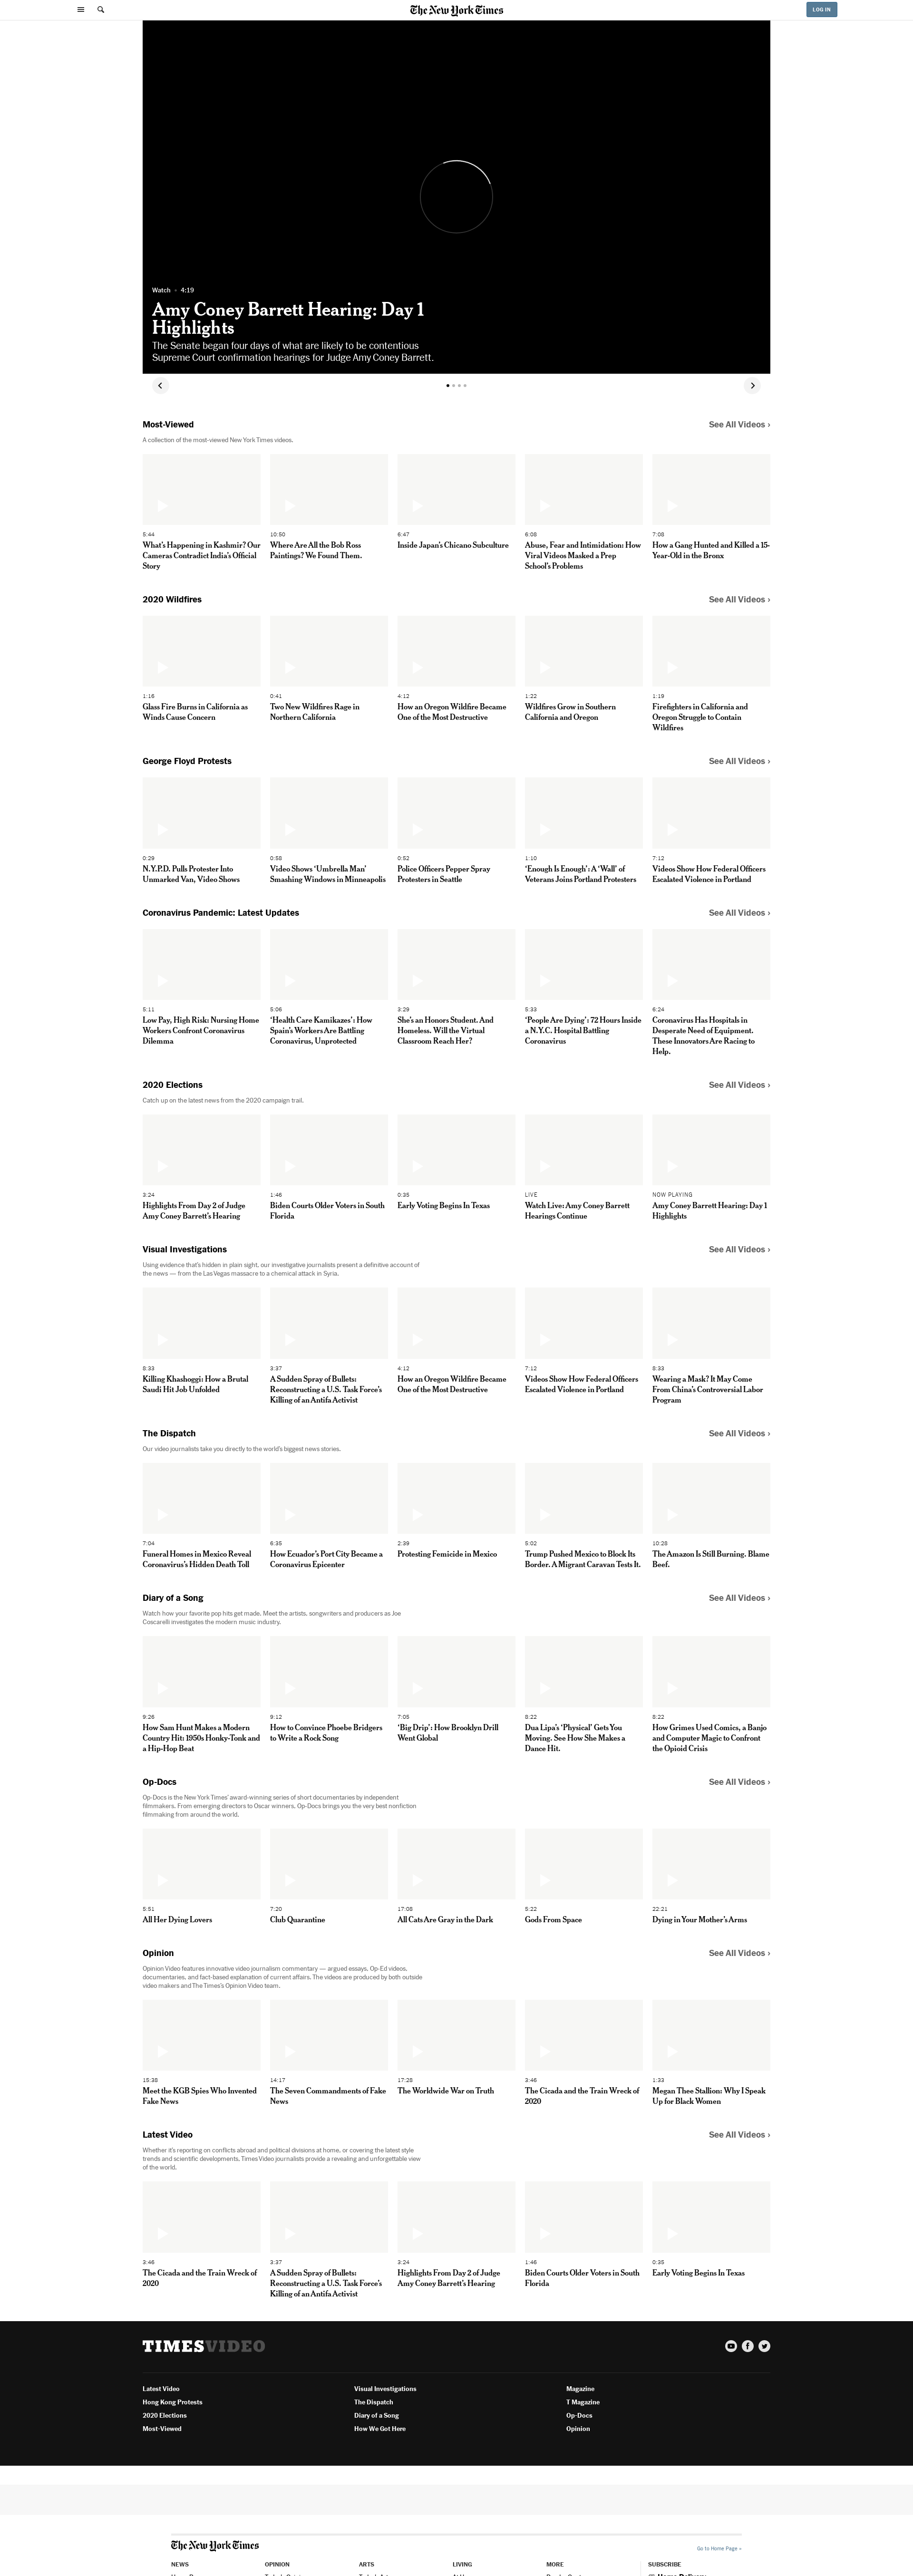 The New York Times
LOG IN
Watch • 4:19
Amy Coney Barrett Hearing: Day 1
Highlights
The Senate began four days of what are likely to be contentious
Supreme Court confirmation hearings for Judge Amy Coney Barrett.
Most-Viewed
See All Videos ›
A collection of the most-viewed New York Times videos.
5:44
What’s Happening in Kashmir? Our
Cameras Contradict India’s Official
Story
10:50
Where Are All the Bob Ross
Paintings? We Found Them.
6:47
Inside Japan’s Chicano Subculture
6:08
Abuse, Fear and Intimidation: How
Viral Videos Masked a Prep
School’s Problems
7:08
How a Gang Hunted and Killed a 15-
Year-Old in the Bronx
2020 Wildfires
See All Videos ›
1:16
Glass Fire Burns in California as
Winds Cause Concern
0:41
Two New Wildfires Rage in
Northern California
4:12
How an Oregon Wildfire Became
One of the Most Destructive
1:22
Wildfires Grow in Southern
California and Oregon
1:19
Firefighters in California and
Oregon Struggle to Contain
Wildfires
George Floyd Protests
See All Videos ›
0:29
N.Y.P.D. Pulls Protester Into
Unmarked Van, Video Shows
0:58
Video Shows ‘Umbrella Man’
Smashing Windows in Minneapolis
0:52
Police Officers Pepper Spray
Protesters in Seattle
1:10
‘Enough Is Enough’: A ‘Wall’ of
Veterans Joins Portland Protesters
7:12
Videos Show How Federal Officers
Escalated Violence in Portland
Coronavirus Pandemic: Latest Updates
See All Videos ›
5:11
Low Pay, High Risk: Nursing Home
Workers Confront Coronavirus
Dilemma
5:06
‘Health Care Kamikazes’: How
Spain’s Workers Are Battling
Coronavirus, Unprotected
3:29
She’s an Honors Student. And
Homeless. Will the Virtual
Classroom Reach Her?
5:33
‘People Are Dying’: 72 Hours Inside
a N.Y.C. Hospital Battling
Coronavirus
6:24
Coronavirus Has Hospitals in
Desperate Need of Equipment.
These Innovators Are Racing to
Help.
2020 Elections
See All Videos ›
Catch up on the latest news from the 2020 campaign trail.
3:24
Highlights From Day 2 of Judge
Amy Coney Barrett’s Hearing
1:46
Biden Courts Older Voters in South
Florida
0:35
Early Voting Begins In Texas
LIVE
Watch Live: Amy Coney Barrett
Hearings Continue
NOW PLAYING
Amy Coney Barrett Hearing: Day 1
Highlights
Visual Investigations
See All Videos ›
Using evidence that’s hidden in plain sight, our investigative journalists present a definitive account of
the news — from the Las Vegas massacre to a chemical attack in Syria.
8:33
Killing Khashoggi: How a Brutal
Saudi Hit Job Unfolded
3:37
A Sudden Spray of Bullets:
Reconstructing a U.S. Task Force’s
Killing of an Antifa Activist
4:12
How an Oregon Wildfire Became
One of the Most Destructive
7:12
Videos Show How Federal Officers
Escalated Violence in Portland
8:33
Wearing a Mask? It May Come
From China’s Controversial Labor
Program
The Dispatch
See All Videos ›
Our video journalists take you directly to the world’s biggest news stories.
7:04
Funeral Homes in Mexico Reveal
Coronavirus’s Hidden Death Toll
6:35
How Ecuador’s Port City Became a
Coronavirus Epicenter
2:39
Protesting Femicide in Mexico
5:02
Trump Pushed Mexico to Block Its
Border. A Migrant Caravan Tests It.
10:28
The Amazon Is Still Burning. Blame
Beef.
Diary of a Song
See All Videos ›
Watch how your favorite pop hits get made. Meet the artists, songwriters and producers as Joe
Coscarelli investigates the modern music industry.
9:26
How Sam Hunt Makes a Modern
Country Hit: 1950s Honky-Tonk and
a Hip-Hop Beat
9:12
How to Convince Phoebe Bridgers
to Write a Rock Song
7:05
‘Big Drip’: How Brooklyn Drill
Went Global
8:22
Dua Lipa’s ‘Physical’ Gets You
Moving. See How She Makes a
Dance Hit.
8:22
How Grimes Used Comics, a Banjo
and Computer Magic to Confront
the Opioid Crisis
Op-Docs
See All Videos ›
Op-Docs is the New York Times’ award-winning series of short documentaries by independent
filmmakers. From emerging directors to Oscar winners, Op-Docs brings you the very best nonfiction
filmmaking from around the world.
5:51
All Her Dying Lovers
7:20
Club Quarantine
17:08
All Cats Are Gray in the Dark
5:22
Gods From Space
22:21
Dying in Your Mother’s Arms
Opinion
See All Videos ›
Opinion Video features innovative video journalism commentary — argued essays, Op-Ed videos,
documentaries, and fact-based explanation of current affairs. The videos are produced by both outside
video makers and The Times’s Opinion Video team.
15:38
Meet the KGB Spies Who Invented
Fake News
14:17
The Seven Commandments of Fake
News
17:28
The Worldwide War on Truth
3:46
The Cicada and the Train Wreck of
2020
1:33
Megan Thee Stallion: Why I Speak
Up for Black Women
Latest Video
See All Videos ›
Whether it’s reporting on conflicts abroad and political divisions at home, or covering the latest style
trends and scientific developments, Times Video journalists provide a revealing and unforgettable view
of the world.
3:46
The Cicada and the Train Wreck of
2020
3:37
A Sudden Spray of Bullets:
Reconstructing a U.S. Task Force’s
Killing of an Antifa Activist
3:24
Highlights From Day 2 of Judge
Amy Coney Barrett’s Hearing
1:46
Biden Courts Older Voters in South
Florida
0:35
Early Voting Begins In Texas
TIMESVIDEO
Latest Video
Hong Kong Protests
2020 Elections
Most-Viewed
Visual Investigations
The Dispatch
Diary of a Song
How We Got Here
Magazine
T Magazine
Op-Docs
Opinion
The New York Times
Go to Home Page »
NEWS
OPINION
ARTS
LIVING
MORE
SUBSCRIBE